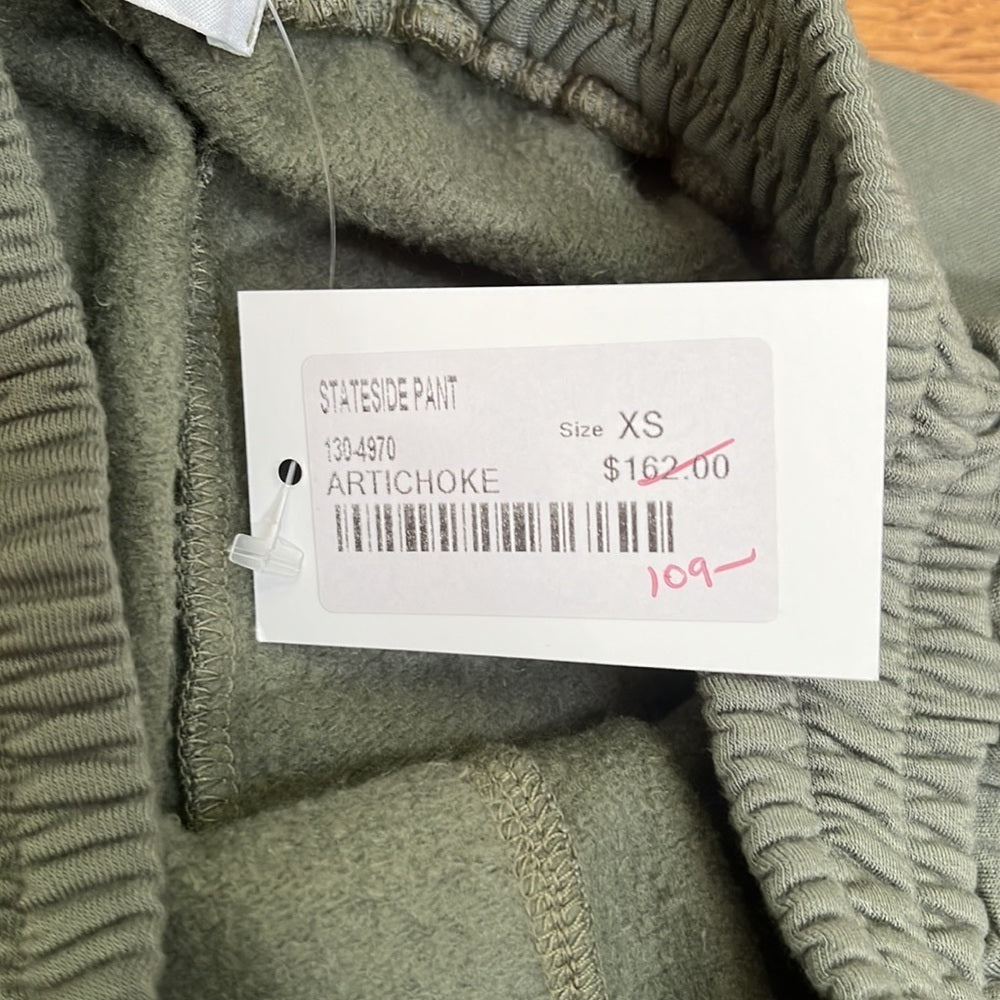 STATESIDE PANT
130-4970
Size XS
ARTICHOKE
$162.00
109-